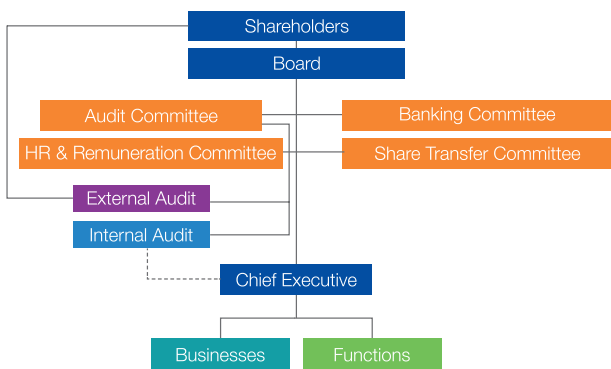 Shareholders
Board
Audit Committee
Banking Committee
HR & Remuneration Committee
Share Transfer Committee
External Audit
Internal Audit
Chief Executive
Businesses
Functions